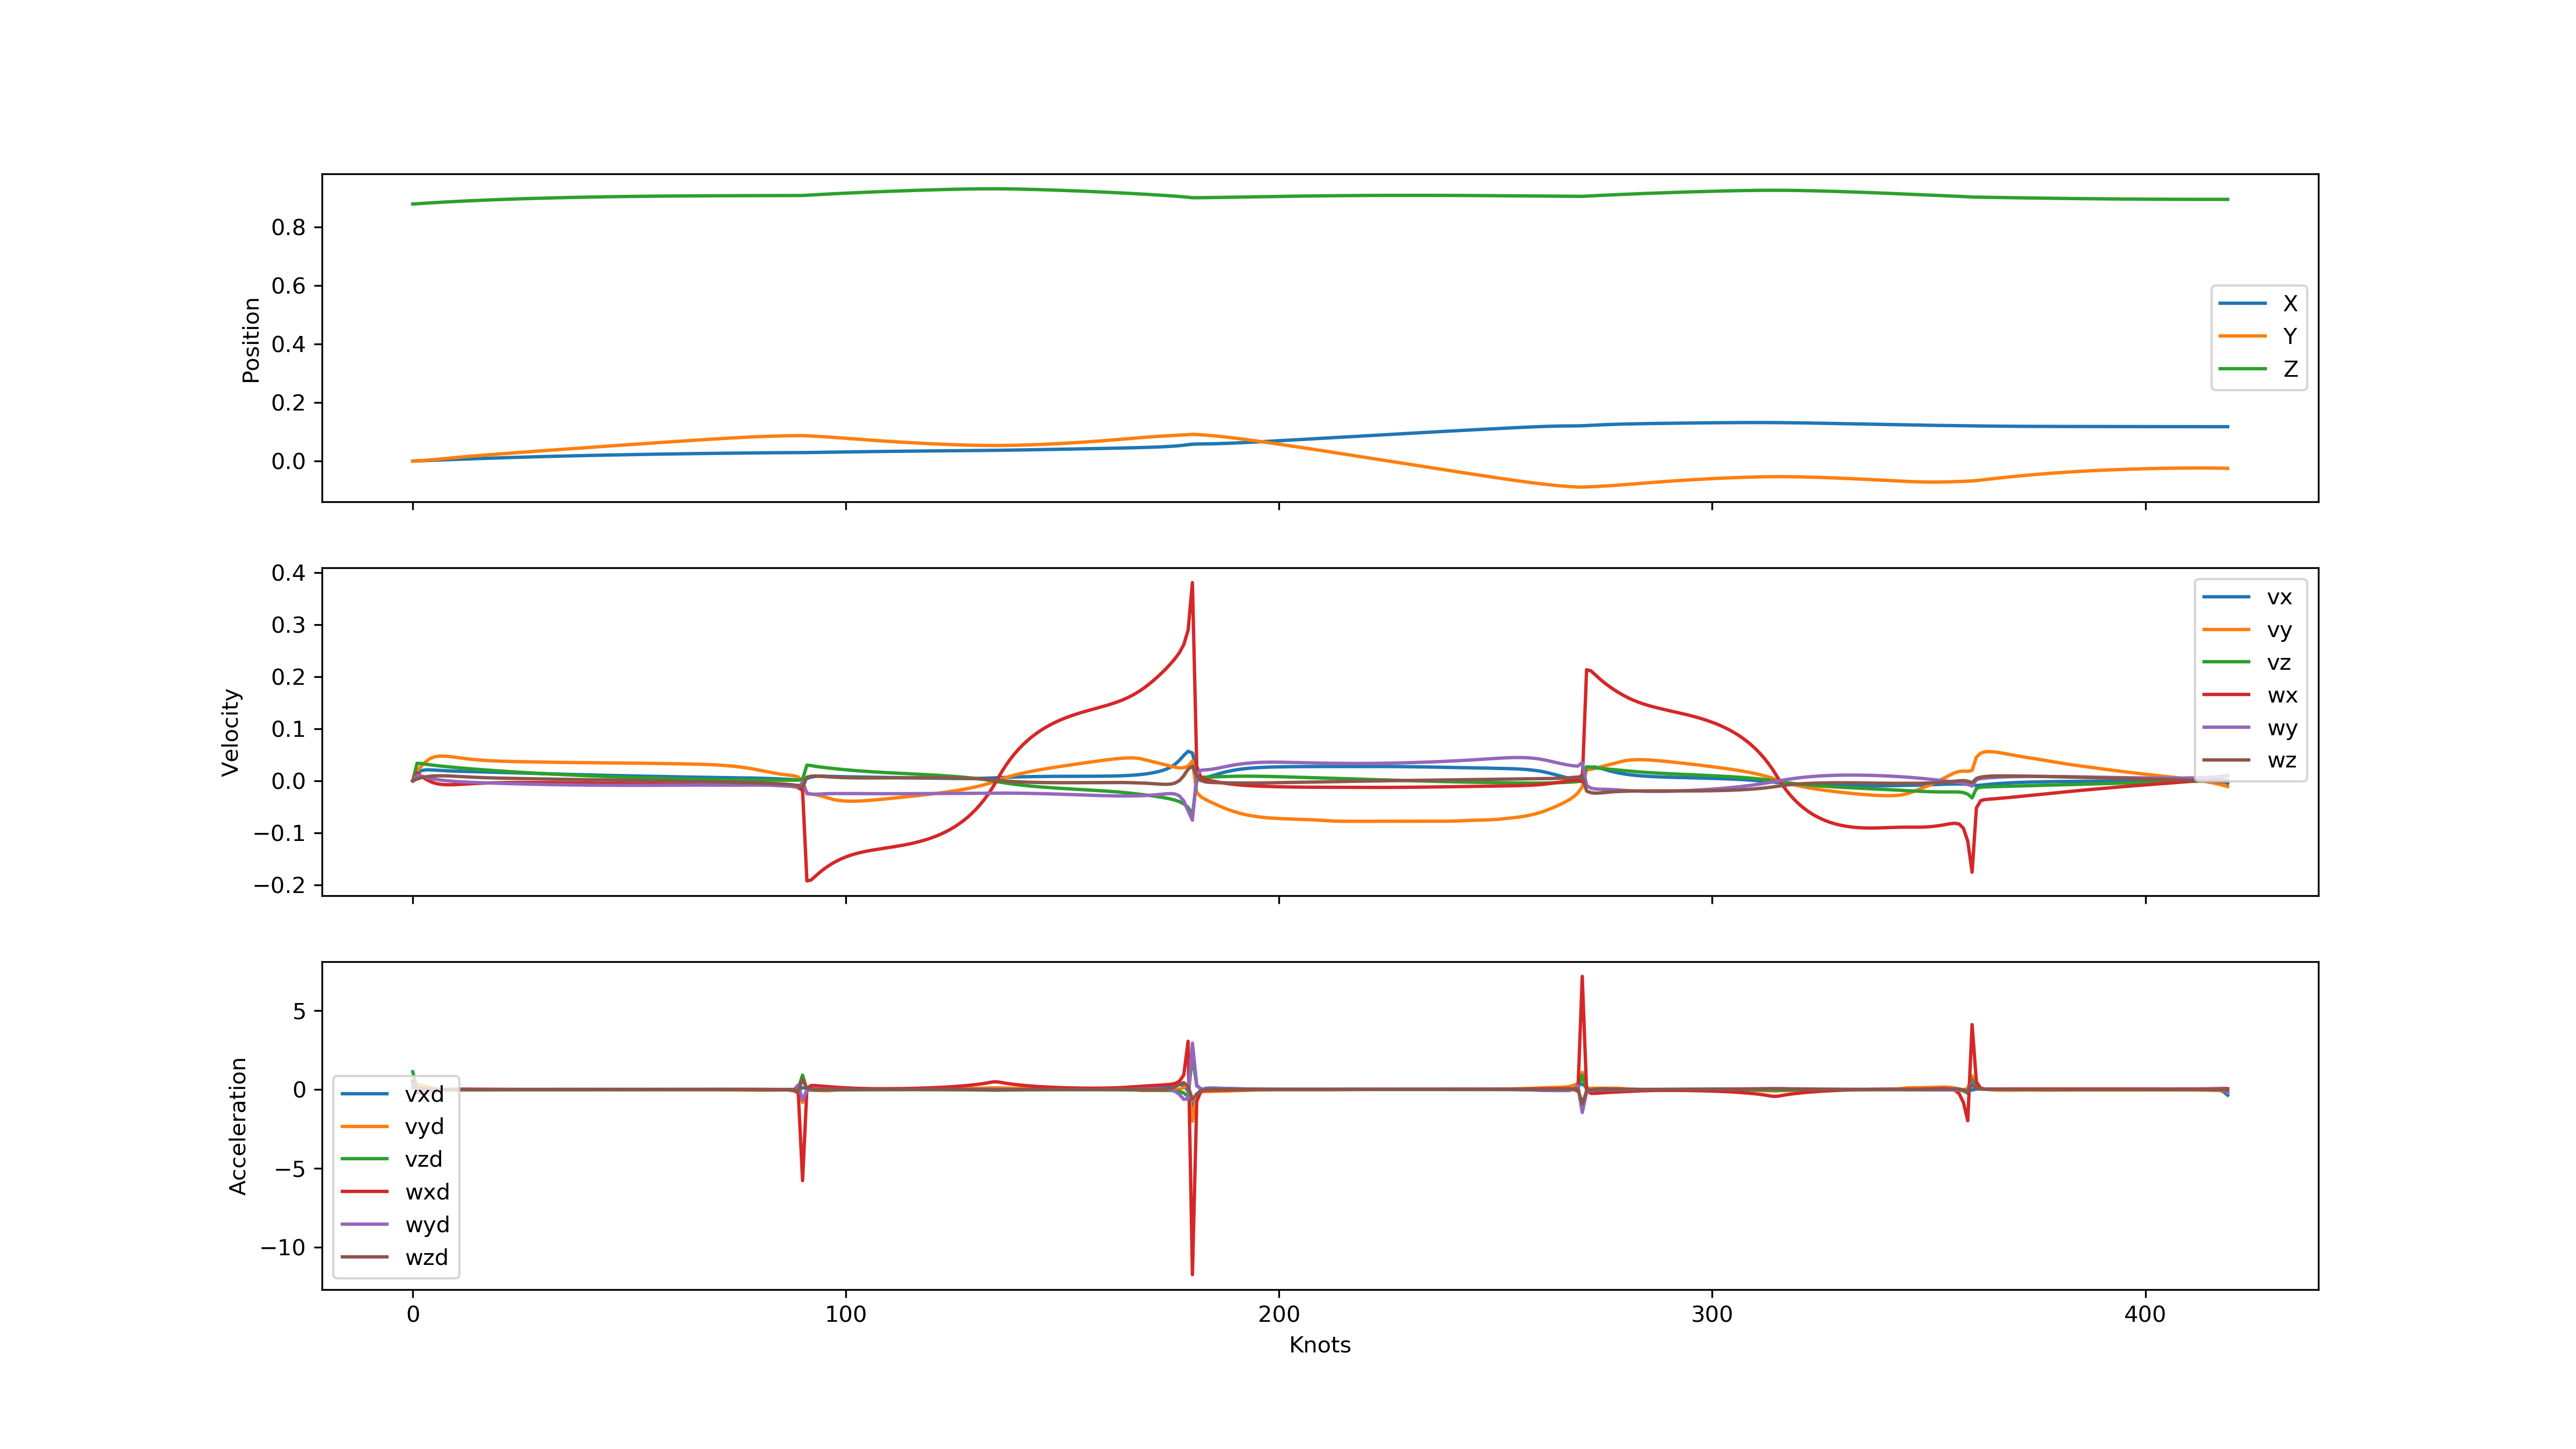 Position
0.8
0.6
0.4
0.2
0.0
X
Y
Z
Velocity
0.4
0.3
0.2
0.1
0.0
−0.1
−0.2
vx
vy
vz
wx
wy
wz
Acceleration
5
0
−5
−10
vxd
vyd
vzd
wxd
wyd
wzd
0 100 200 300 400
Knots